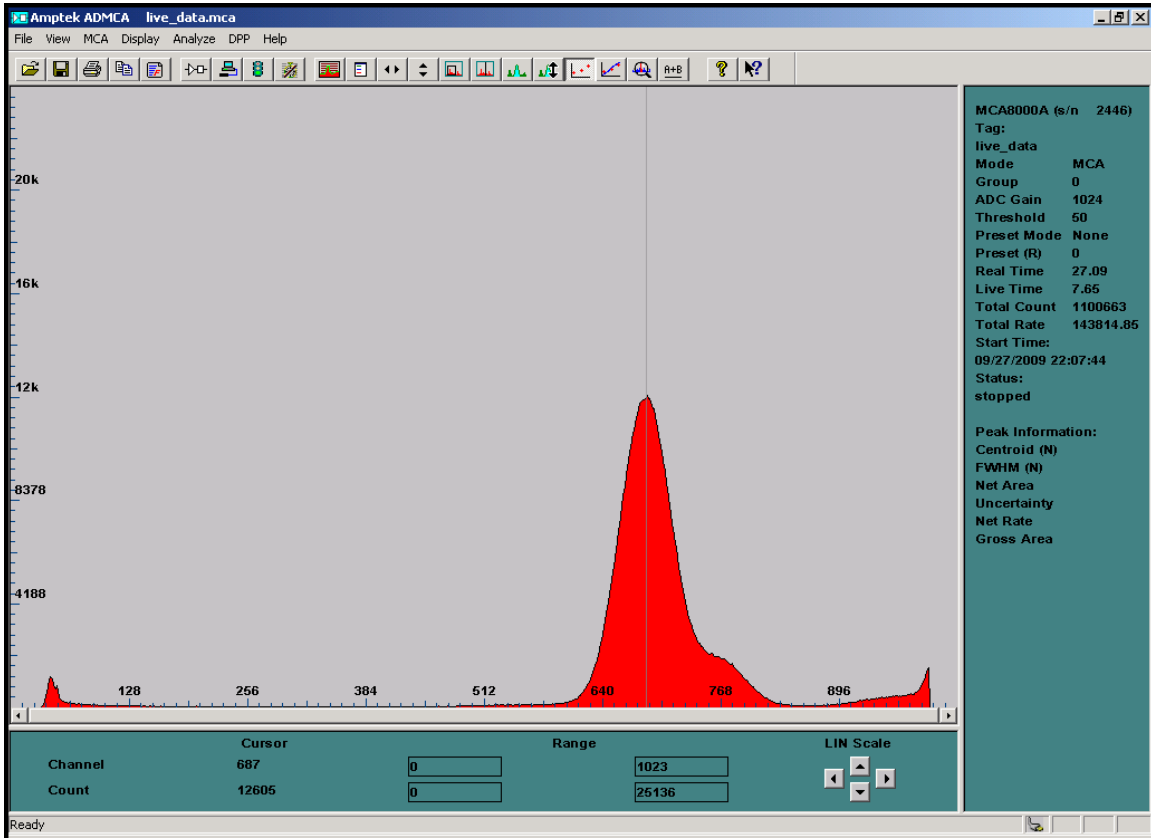 Amptek ADMCA live_data.mca
File View MCA Display Analyze DPP Help
A+B
20k
16k
12k
8378
4188
128 256 384 512 640 768 896
MCA8000A (s/n 2446)
Tag:
live_data
Mode MCA
Group 0
ADC Gain 1024
Threshold 50
Preset Mode None
Preset (R) 0
Real Time 27.09
Live Time 7.65
Total Count 1100663
Total Rate 143814.85
Start Time:
09/27/2009 22:07:44
Status:
stopped
Peak Information:
Centroid (N)
FWHM (N)
Net Area
Uncertainty
Net Rate
Gross Area
Cursor Range LIN Scale
Channel 687 0 1023
Count 12605 0 25136
Ready